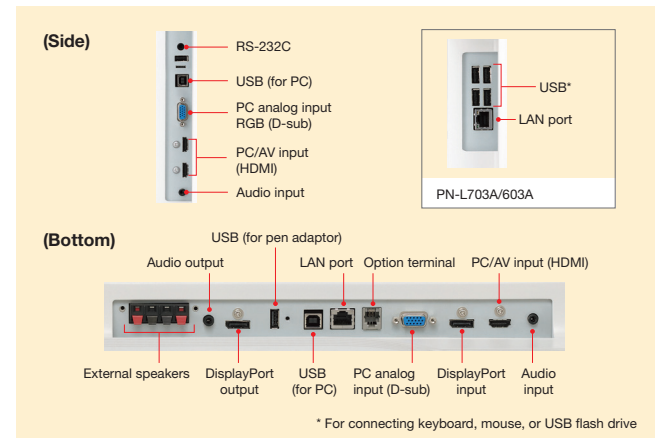 (Side)
RS-232C
USB (for PC)
PC analog input
RGB (D-sub)
PC/AV input
(HDMI)
Audio input
USB*
LAN port
PN-L703A/603A
(Bottom)
USB (for pen adaptor)
Audio output
LAN port
Option terminal
PC/AV input (HDMI)
External speakers
DisplayPort
output
USB
(for PC)
PC analog
input (D-sub)
DisplayPort
input
Audio
input
* For connecting keyboard, mouse, or USB flash drive